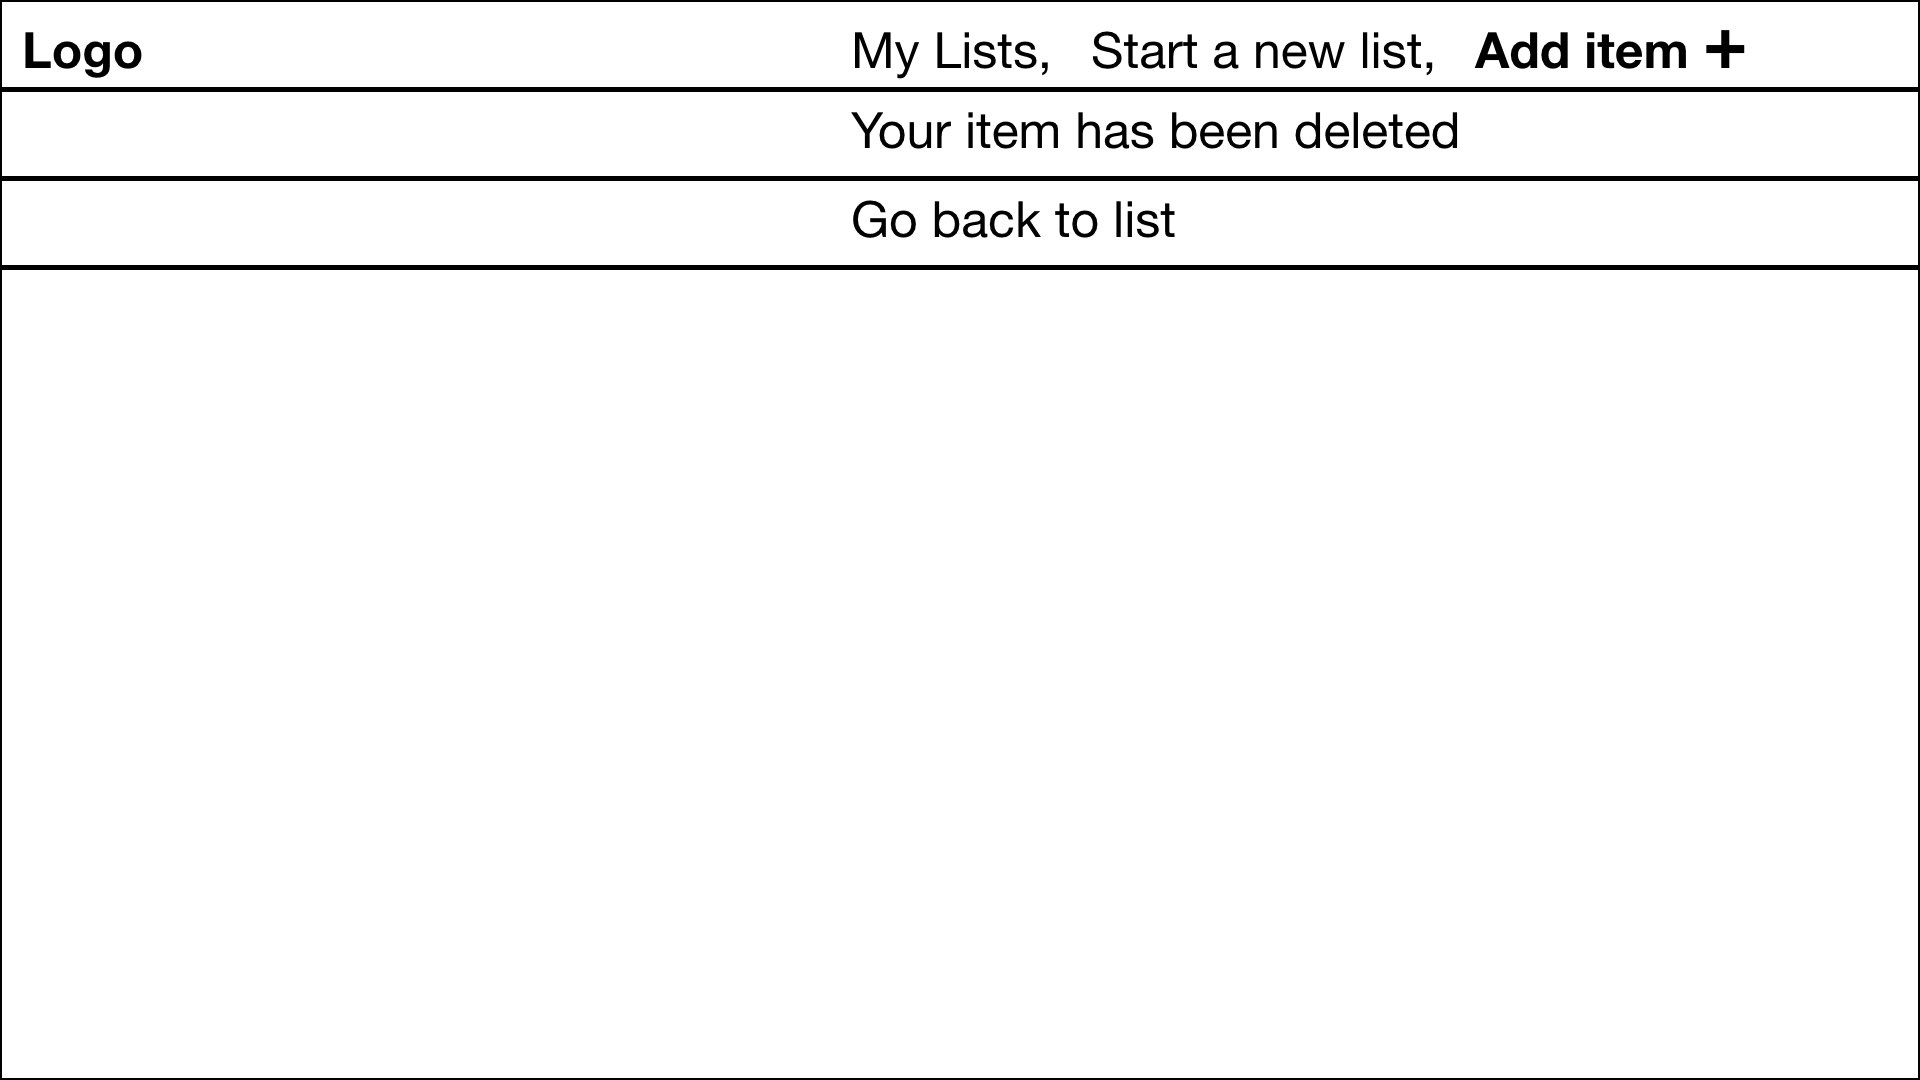 Logo My Lists, Start a new list, Add item +
Your item has been deleted
Go back to list